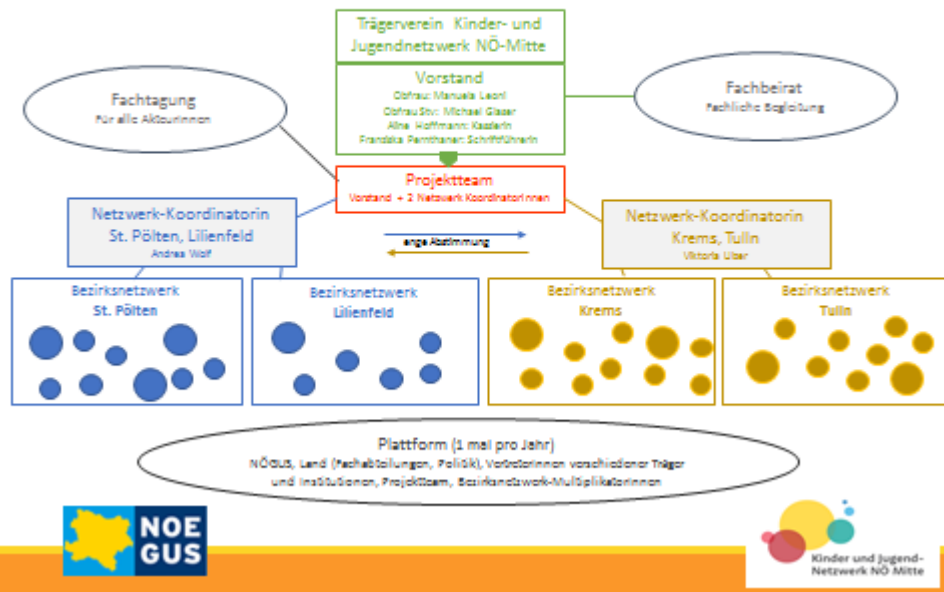 Trägerverein Kinder- und
Jugendnetzwerk NÖ-Mitte
Vorstand
Obfrau: Manuela Leonl
ObfrauStv: Michael Glaser
Aline Hoffmann: Kassierin
Franziska Pernthaner: Schriftführerin
Fachtagung
Für alle AkteurInnen
Fachbeirat
Fachliche Begleitung
Projektteam
Vorstand + 2 Netzwerk KoordinatorInnen
Netzwerk-Koordinatorin
St. Pölten, Lilienfeld
Andrea Wolf
enge Abstimmung
Netzwerk-Koordinatorin
Krems, Tulln
Viktoria
Bezirksnetzwerk
St. Pölten
Bezirksnetzwerk
Lilienfeld
Bezirksnetzwerk
Krems
Bezirksnetzwerk
Tulln
Plattform (1 mal pro Jahr)
NÖGUS, Land (Fachabteilungen, Politik), VertreterInnen verschiedener Träger
und Institutionen, Projektteam, Bezirksnetzwerk-MultiplikatorInnen
NOE
GUS
Kinder und Jugend-
Netzwerk NÖ Mitte